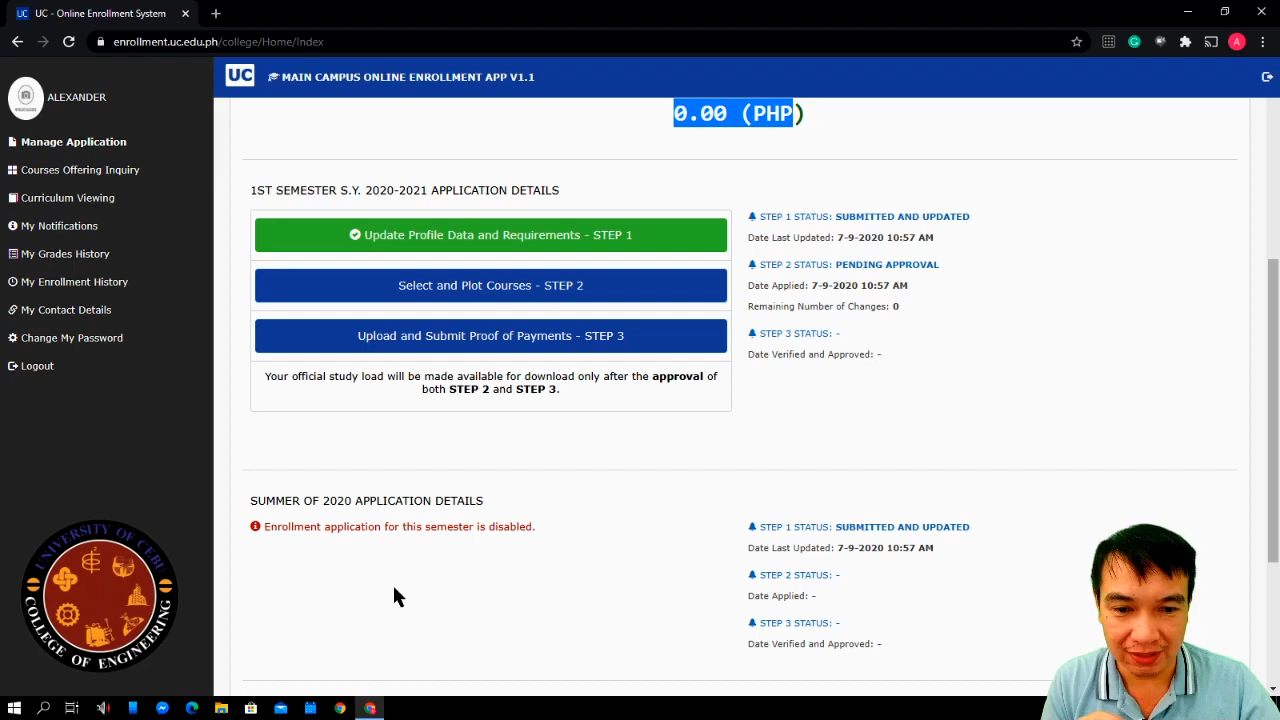 UC - Online Enrollment System
enrollment.uc.edu.ph/college/Home/Index
A
UC
MAIN CAMPUS ONLINE ENROLLMENT APP V1.1
ALEXANDER
Manage Application
Courses Offering Inquiry
Curriculum Viewing
My Notifications
My Grades History
My Enrollment History
My Contact Details
Change My Password
Logout
UNIVERSITY OF CEBU
COLLEGE OF ENGINEERING
0.00 (PHP)
1ST SEMESTER S.Y. 2020-2021 APPLICATION DETAILS
Update Profile Data and Requirements - STEP 1
Select and Plot Courses - STEP 2
Upload and Submit Proof of Payments - STEP 3
Your official study load will be made available for download only after the approval of
both STEP 2 and STEP 3.
STEP 1 STATUS: SUBMITTED AND UPDATED
Date Last Updated: 7-9-2020 10:57 AM
STEP 2 STATUS: PENDING APPROVAL
Date Applied: 7-9-2020 10:57 AM
Remaining Number of Changes: 0
STEP 3 STATUS: -
Date Verified and Approved: -
SUMMER OF 2020 APPLICATION DETAILS
Enrollment application for this semester is disabled.
STEP 1 STATUS: SUBMITTED AND UPDATED
Date Last Updated: 7-9-2020 10:57 AM
STEP 2 STATUS: -
Date Applied: -
STEP 3 STATUS: -
Date Verified and Approved: -